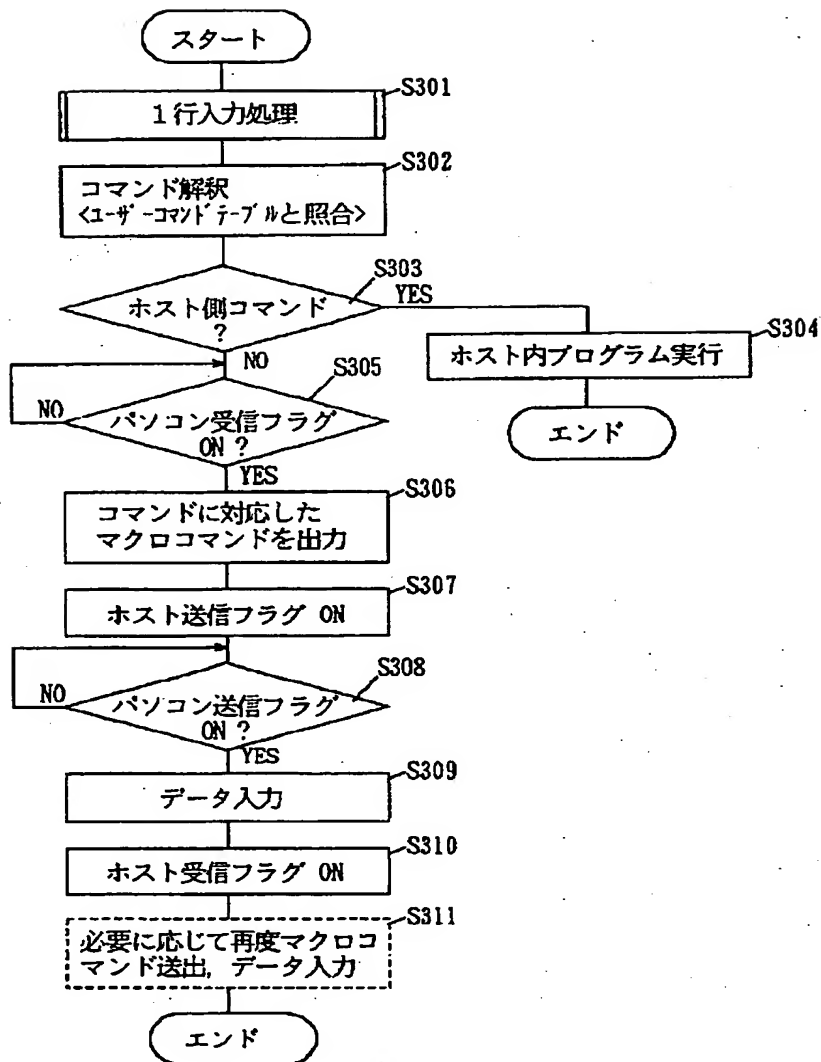 スタート
S301
1行入力処理
S302
コマンド解釈
<ユーザーコマンドテーブルと照合>
S303
ホスト側コマンド
?
YES
NO
S304
ホスト内プログラム実行
エンド
S305
NO
パソコン受信フラグ
ON ?
YES
S306
コマンドに対応した
マクロコマンドを出力
S307
ホスト送信フラグ ON
S308
NO
パソコン送信フラグ
ON ?
YES
S309
データ入力
S310
ホスト受信フラグ ON
S311
必要に応じて再度マクロコ
マンド送出, データ入力
エンド